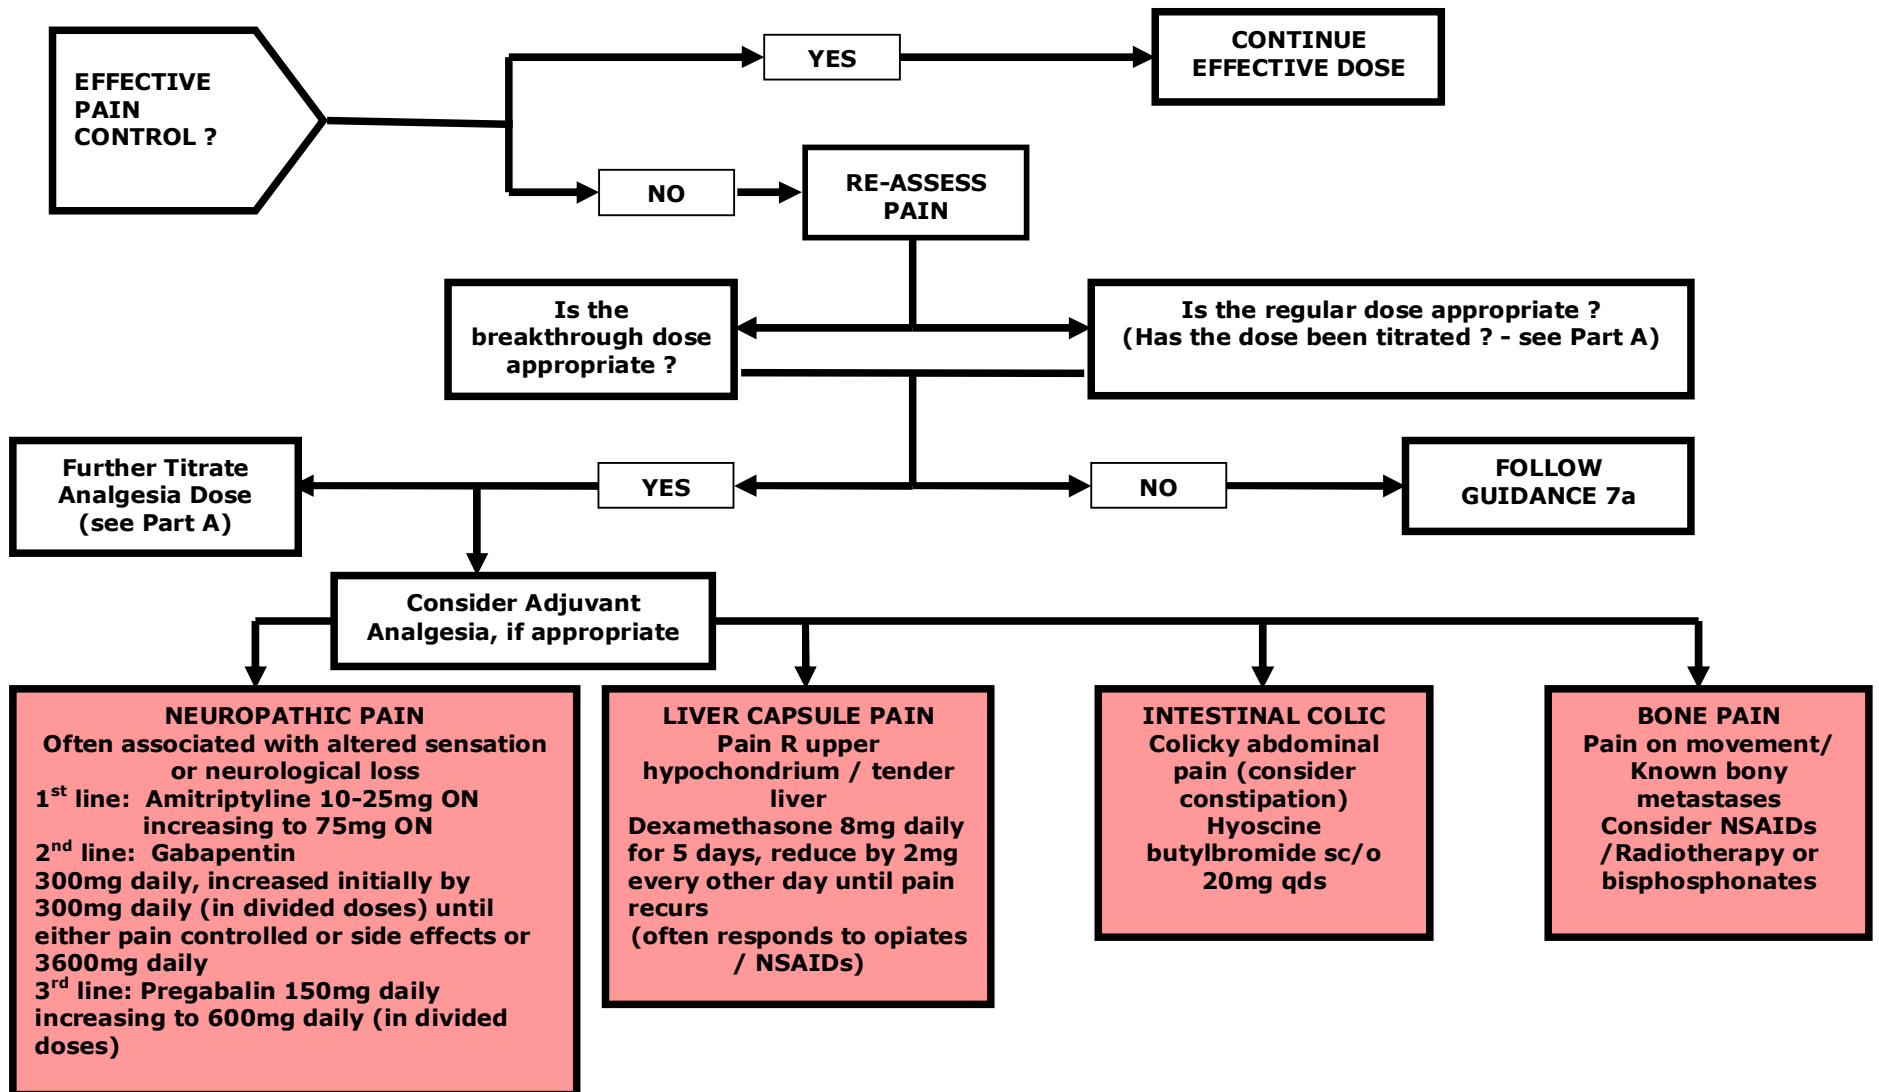 EFFECTIVE
PAIN
CONTROL ?
YES
CONTINUE
EFFECTIVE DOSE
NO
RE-ASSESS
PAIN
Is the
breakthrough dose
appropriate ?
Is the regular dose appropriate ?
(Has the dose been titrated ? - see Part A)
Further Titrate
Analgesia Dose
(see Part A)
YES
NO
FOLLOW
GUIDANCE 7a
Consider Adjuvant
Analgesia, if appropriate
NEUROPATHIC PAIN
Often associated with altered sensation
or neurological loss
1st line: Amitriptyline 10-25mg ON
increasing to 75mg ON
2nd line: Gabapentin
300mg daily, increased initially by
300mg daily (in divided doses) until
either pain controlled or side effects or
3600mg daily
3rd line: Pregabalin 150mg daily
increasing to 600mg daily (in divided
doses)
LIVER CAPSULE PAIN
Pain R upper
hypochondrium / tender
liver
Dexamethasone 8mg daily
for 5 days, reduce by 2mg
every other day until pain
recurs
(often responds to opiates
/ NSAIDs)
INTESTINAL COLIC
Colicky abdominal
pain (consider
constipation)
Hyoscine
butylbromide sc/o
20mg qds
BONE PAIN
Pain on movement/
Known bony
metastases
Consider NSAIDs
/Radiotherapy or
bisphosphonates